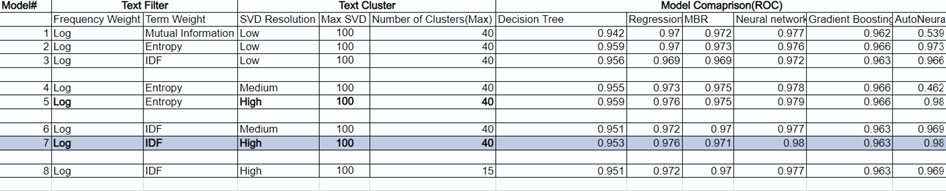 Model# Text Filter Text Cluster Model Comaprison(ROC)
Frequency Weight Term Weight SVD Resolution Max SVD Number of Clusters(Max) Decision Tree Regression MBR Neural network Gradient Boosting AutoNeura
1 Log Mutual Information Low 100 40 0.942 0.97 0.972 0.977 0.962 0.539
2 Log Entropy Low 100 40 0.959 0.97 0.973 0.976 0.966 0.973
3 Log IDF Low 100 40 0.956 0.969 0.969 0.972 0.963 0.966
4 Log Entropy Medium 100 40 0.955 0.973 0.975 0.978 0.966 0.462
5 Log Entropy High 100 40 0.959 0.976 0.975 0.979 0.966 0.98
6 Log IDF Medium 100 40 0.951 0.972 0.97 0.977 0.963 0.969
7 Log IDF High 100 40 0.953 0.976 0.971 0.98 0.963 0.98
8 Log IDF High 100 15 0.951 0.972 0.97 0.977 0.963 0.969